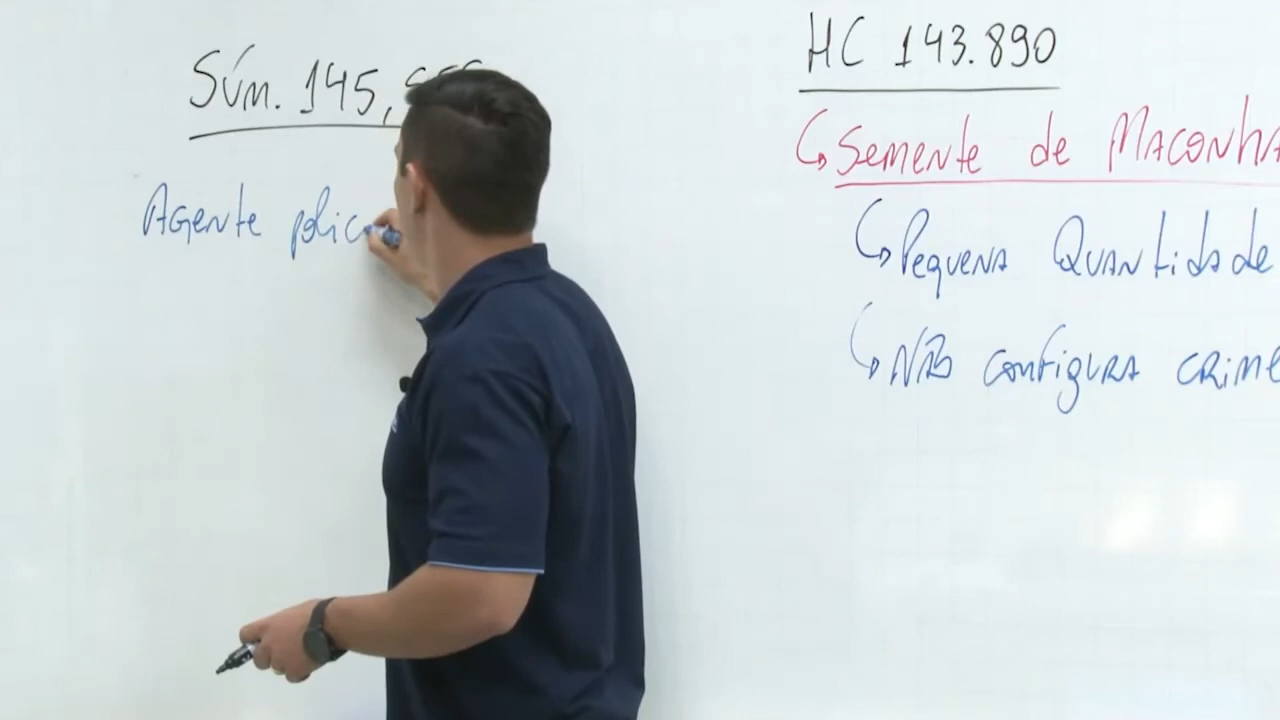 Súm. 145,
Agente polic
HC 143.890
Semente de Maconha
Pequena Quantidade
Não configura crime